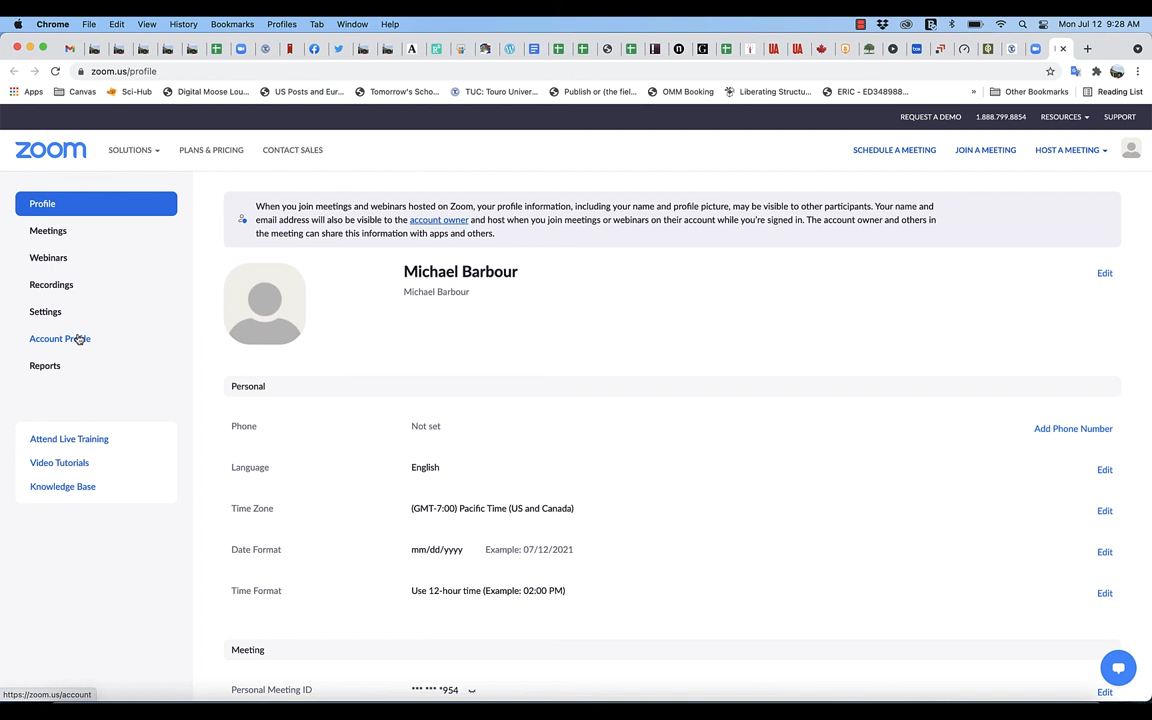 Chrome File Edit View History Bookmarks Profiles Tab Window Help Mon Jul 12 9:28 AM
zoom.us/profile
Apps Canvas Sci-Hub Digital Moose Lou... US Posts and Eur... Tomorrow's Scho... TUC: Touro Univer... Publish or (the fiel... OMM Booking Liberating Structu... ERIC - ED348988... » Other Bookmarks Reading List
REQUEST A DEMO 1.888.799.8854 RESOURCES SUPPORT
zoom SOLUTIONS PLANS & PRICING CONTACT SALES SCHEDULE A MEETING JOIN A MEETING HOST A MEETING
Profile
Meetings
Webinars
Recordings
Settings
Account Profile
Reports
Attend Live Training
Video Tutorials
Knowledge Base
When you join meetings and webinars hosted on Zoom, your profile information, including your name and profile picture, may be visible to other participants. Your name and
email address will also be visible to the account owner and host when you join meetings or webinars on their account while you're signed in. The account owner and others in
the meeting can share this information with apps and others.
Michael Barbour Edit
Michael Barbour
Personal
Phone Not set Add Phone Number
Language English Edit
Time Zone (GMT-7:00) Pacific Time (US and Canada) Edit
Date Format mm/dd/yyyy Example: 07/12/2021 Edit
Time Format Use 12-hour time (Example: 02:00 PM) Edit
Meeting
Personal Meeting ID *** *** *954 Edit
https://zoom.us/account